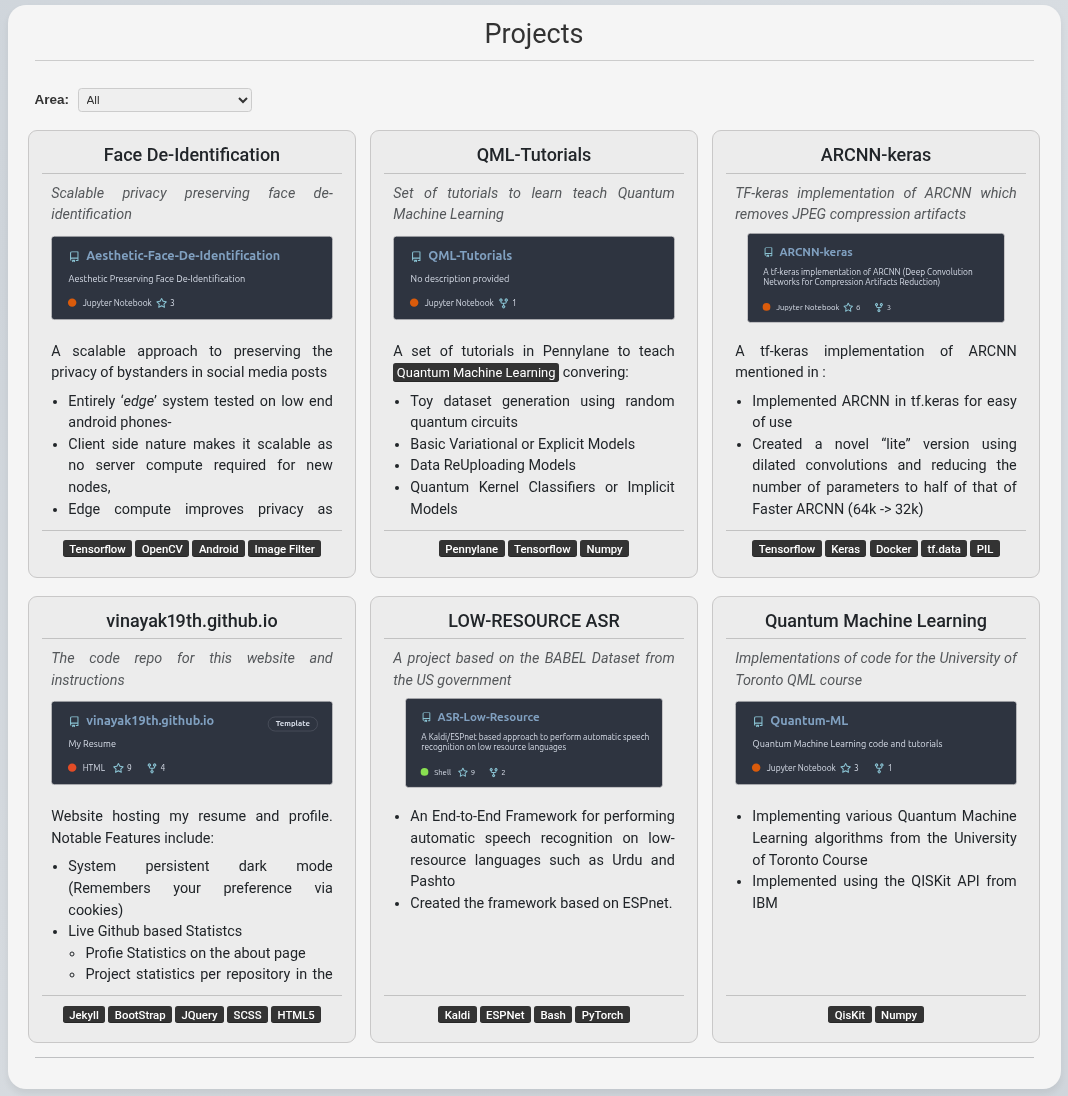 Projects
Area: All
Face De-Identification
Scalable privacy preserving face de-
identification
Aesthetic-Face-De-Identification
Aesthetic Preserving Face De-Identification
Jupyter Notebook 3
A scalable approach to preserving the
privacy of bystanders in social media posts
Entirely ‘edge’ system tested on low end
android phones-
Client side nature makes it scalable as
no server compute required for new
nodes,
Edge compute improves privacy as
Tensorflow OpenCV Android Image Filter
QML-Tutorials
Set of tutorials to learn teach Quantum
Machine Learning
QML-Tutorials
No description provided
Jupyter Notebook 1
A set of tutorials in Pennylane to teach
Quantum Machine Learning convering:
Toy dataset generation using random
quantum circuits
Basic Variational or Explicit Models
Data ReUploading Models
Quantum Kernel Classifiers or Implicit
Models
Pennylane Tensorflow Numpy
ARCNN-keras
TF-keras implementation of ARCNN which
removes JPEG compression artifacts
ARCNN-keras
A tf-keras implementation of ARCNN (Deep Convolution
Networks for Compression Artifacts Reduction)
Jupyter Notebook 6 3
A tf-keras implementation of ARCNN
mentioned in :
Implemented ARCNN in tf.keras for easy
of use
Created a novel “lite” version using
dilated convolutions and reducing the
number of parameters to half of that of
Faster ARCNN (64k -> 32k)
Tensorflow Keras Docker tf.data PIL
vinayak19th.github.io
The code repo for this website and
instructions
vinayak19th.github.io Template
My Resume
HTML 9 4
Website hosting my resume and profile.
Notable Features include:
System persistent dark mode
(Remembers your preference via
cookies)
Live Github based Statistcs
Profie Statistics on the about page
Project statistics per repository in the
Jekyll BootStrap JQuery SCSS HTML5
LOW-RESOURCE ASR
A project based on the BABEL Dataset from
the US government
ASR-Low-Resource
A Kaldi/ESPnet based approach to perform automatic speech
recognition on low resource languages
Shell 9 2
An End-to-End Framework for performing
automatic speech recognition on low-
resource languages such as Urdu and
Pashto
Created the framework based on ESPnet.
Kaldi ESPNet Bash PyTorch
Quantum Machine Learning
Implementations of code for the University of
Toronto QML course
Quantum-ML
Quantum Machine Learning code and tutorials
Jupyter Notebook 3 1
Implementing various Quantum Machine
Learning algorithms from the University
of Toronto Course
Implemented using the QISKit API from
IBM
QisKit Numpy